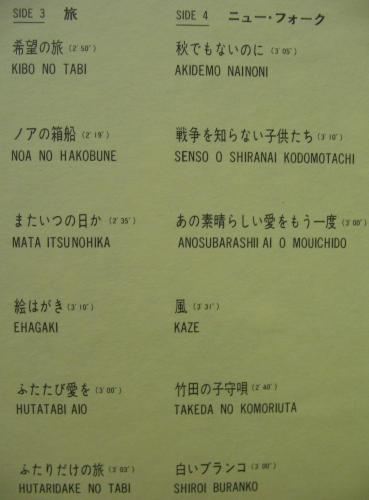 SIDE 3 旅
希望の旅 (2'50")
KIBO NO TABI
ノアの箱船 (2'19")
NOA NO HAKOBUNE
またいつの日か (2'35")
MATA ITSUNOHIKA
絵はがき (3'10")
EHAGAKI
ふたたび愛を (3'00")
HUTATABI AIO
ふたりだけの旅 (3'03")
HUTARIDAKE NO TABI
SIDE 4 ニュー・フォーク
秋でもないのに (3'05")
AKIDEMO NAINONI
戦争を知らない子供たち (3'10")
SENSO O SHIRANAI KODOMOTACHI
あの素晴らしい愛をもう一度 (3'00")
ANOSUBARASHII AI O MOUICHIDO
風 (3'31")
KAZE
竹田の子守唄 (2'40")
TAKEDA NO KOMORIUTA
白いブランコ (3'00")
SHIROI BURANKO